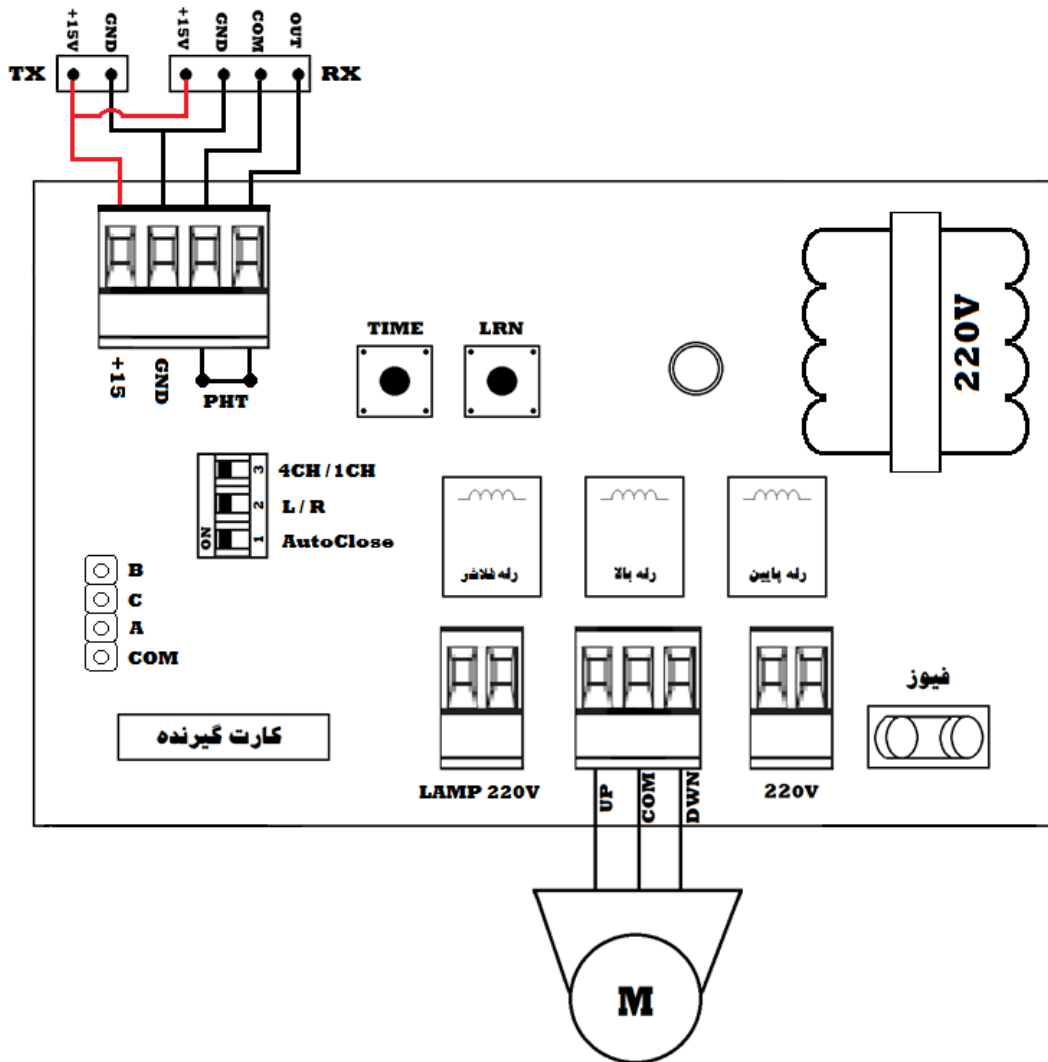 +15V GND
+15V GND COM OUT
TX
RX
+15
GND
PHT
TIME
LRN
220V
3
4CH / 1CH
2
L / R
1
AutoClose
ON
رله فلاشر
رله بالا
رله پایین
B
C
A
COM
کارت گیرنده
فیوز
LAMP 220V
UP
COM
DWN
220V
M